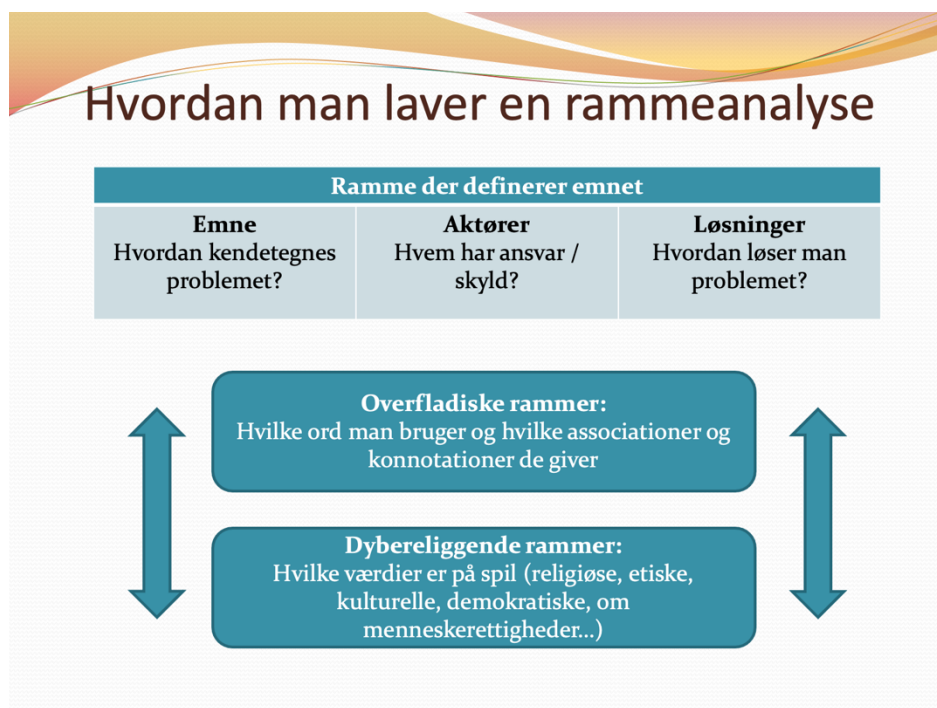 Hvordan man laver en rammeanalyse
Ramme der definerer emnet
Emne
Hvordan kendetegnes
problemet?
Aktører
Hvem har ansvar /
skyld?
Løsninger
Hvordan løser man
problemet?
Overfladiske rammer:
Hvilke ord man bruger og hvilke associationer og
konnotationer de giver
Dybereliggende rammer:
Hvilke værdier er på spil (religiøse, etiske,
kulturelle, demokratiske, om
menneskerettigheder...)